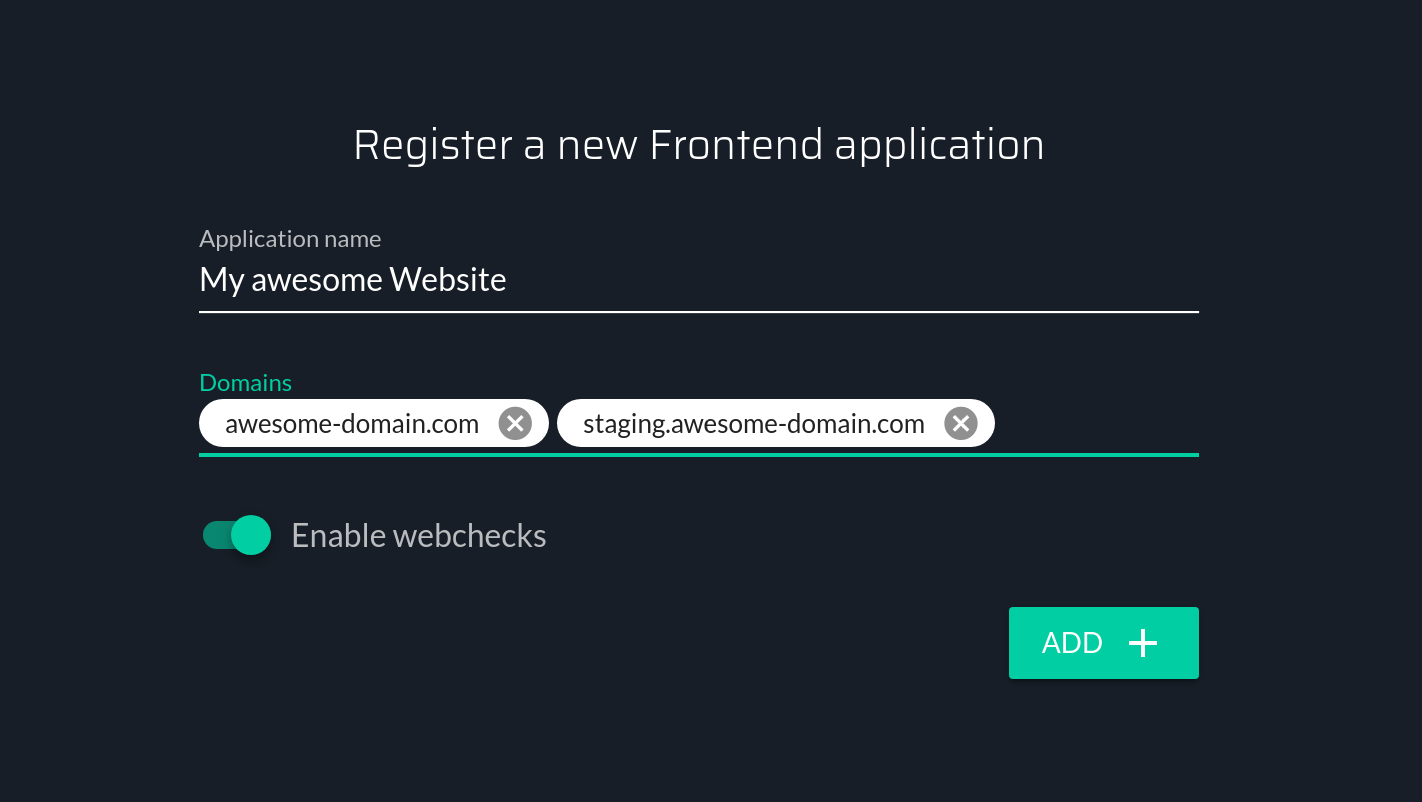 Register a new Frontend application
Application name
My awesome Website
Domains
awesome-domain.com staging.awesome-domain.com
Enable webchecks
ADD